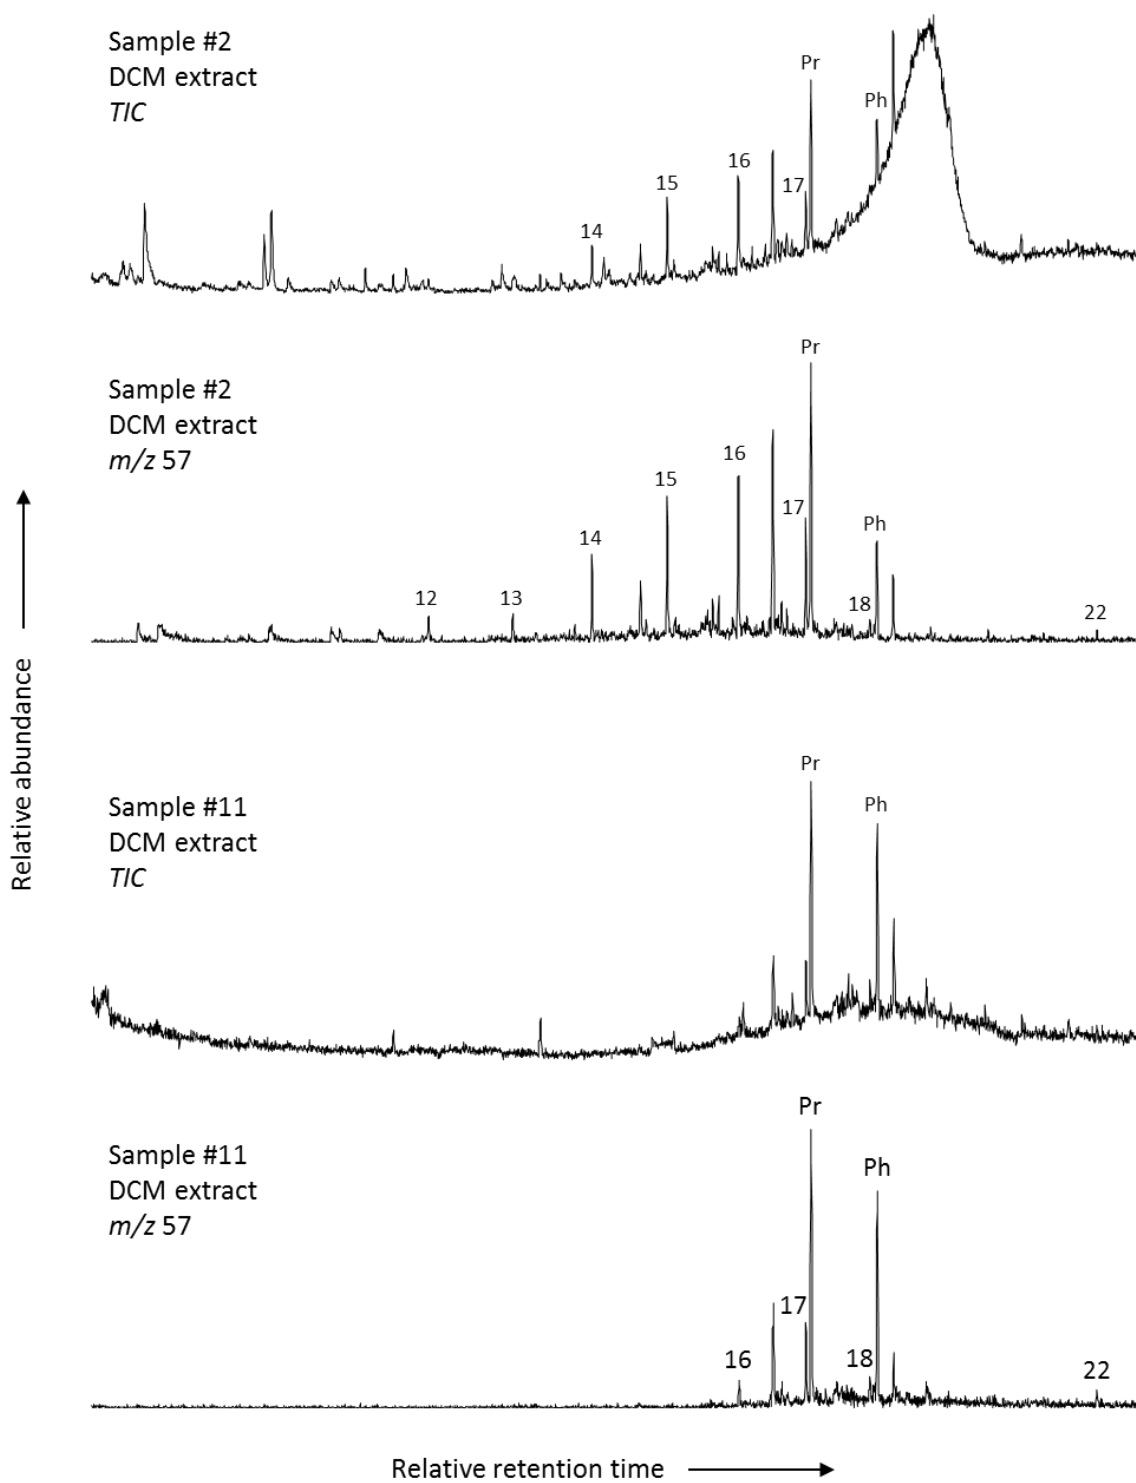 Sample #2
DCM extract
TIC
14
15
16
17
Pr
Ph
Sample #2
DCM extract
m/z 57
12
13
14
15
16
17
Pr
18
Ph
22
Sample #11
DCM extract
TIC
Pr
Ph
Sample #11
DCM extract
m/z 57
16
17
Pr
18
Ph
22
Relative abundance
Relative retention time